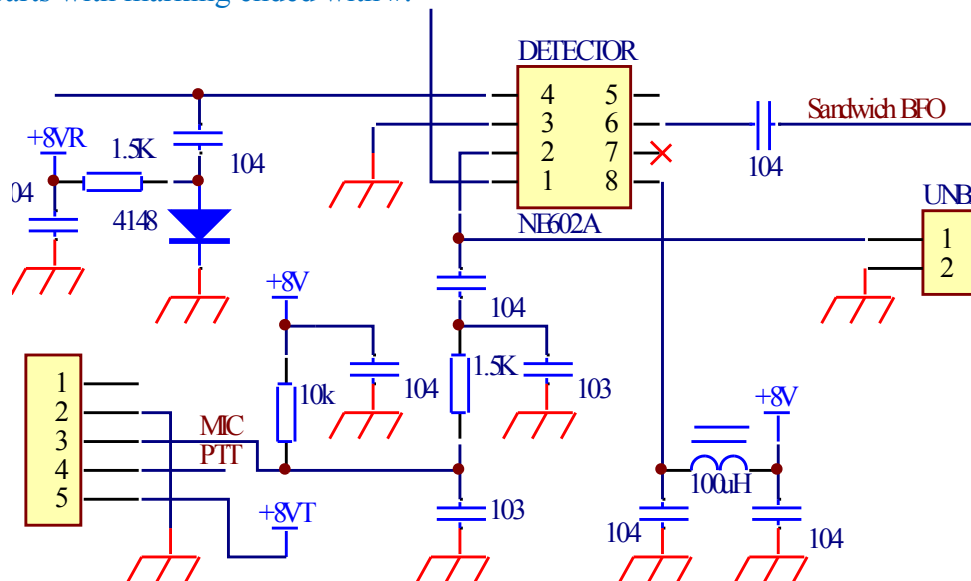 DETECTOR
4 5
3 6
2 7
1 8
NE602A
Sandwich BFO
104
+8VR
1.5K
104
4148
UNB
1
2
+8V
104
104
10k
1.5K
103
1
2
3
4
5
MIC
PTT
+8VT
103
+8V
100uH
104
104